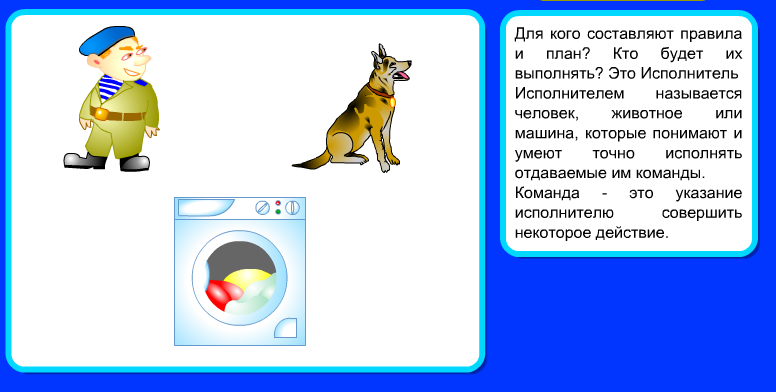 Для кого составляют правила
и план? Кто будет их
выполнять? Это Исполнитель
Исполнителем называется
человек, животное или
машина, которые понимают и
умеют точно исполнять
отдаваемые им команды.
Команда - это указание
исполнителю совершить
некоторое действие.